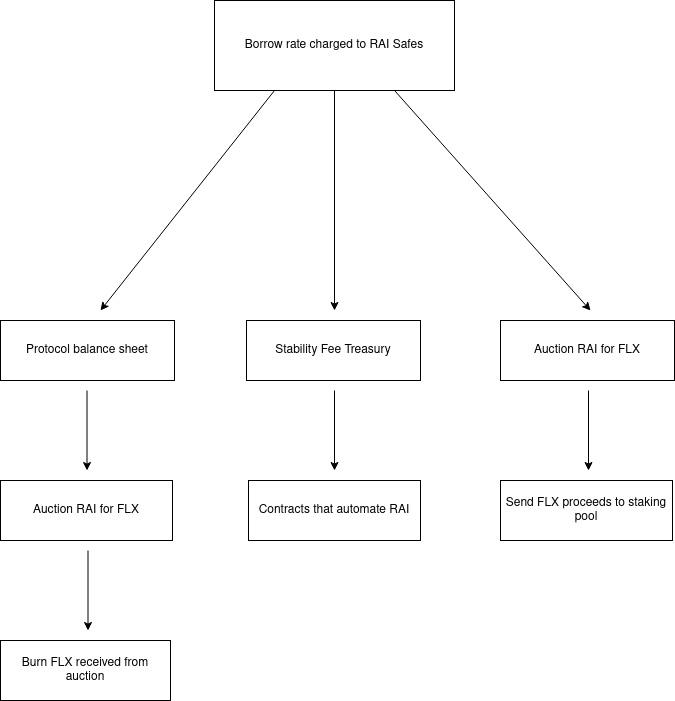 Borrow rate charged to RAI Safes
Protocol balance sheet
Stability Fee Treasury
Auction RAI for FLX
Auction RAI for FLX
Contracts that automate RAI
Send FLX proceeds to staking
pool
Burn FLX received from
auction